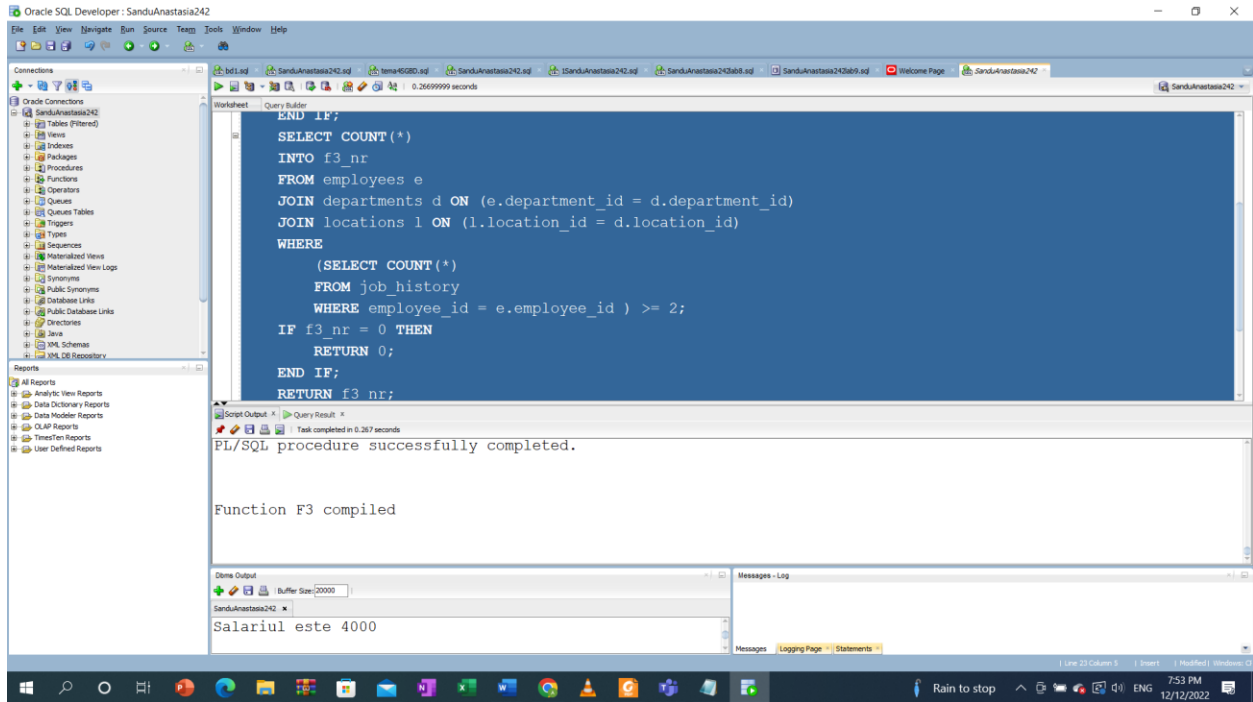 Oracle SQL Developer : SanduAnastasia242
File Edit View Navigate Run Source Team Tools Window Help
Connections
bd1.sql SanduAnastasia242.sql tema4SGBD.sql SanduAnastasia242.sql 1SanduAnastasia242.sql SanduAnastasia242lab8.sql SanduAnastasia242lab9.sql Welcome Page SanduAnastasia242
0.26699999 seconds
SanduAnastasia242
Worksheet Query Builder
Oracle Connections
SanduAnastasia242
Tables (Filtered)
Views
Indexes
Packages
Procedures
Functions
Operators
Queues
Queues Tables
Triggers
Types
Sequences
Materialized Views
Materialized View Logs
Synonyms
Public Synonyms
Database Links
Public Database Links
Directories
Java
XML Schemas
XML DB Repository
END IF;
SELECT COUNT(*)
INTO f3_nr
FROM employees e
JOIN departments d ON (e.department_id = d.department_id)
JOIN locations l ON (l.location_id = d.location_id)
WHERE
(SELECT COUNT(*)
FROM job_history
WHERE employee_id = e.employee_id ) >= 2;
IF f3_nr = 0 THEN
RETURN 0;
END IF;
RETURN f3_nr;
Reports
All Reports
Analytic View Reports
Data Dictionary Reports
Data Modeler Reports
OLAP Reports
TimesTen Reports
User Defined Reports
Script Output Query Result
Task completed in 0.267 seconds
PL/SQL procedure successfully completed.
Function F3 compiled
Dbms Output
Buffer Size: 20000
SanduAnastasia242
Salariul este 4000
Messages - Log
Messages Logging Page Statements
Line 23 Column 5 Insert Modified Windows: C
Rain to stop ENG 7:53 PM
12/12/2022